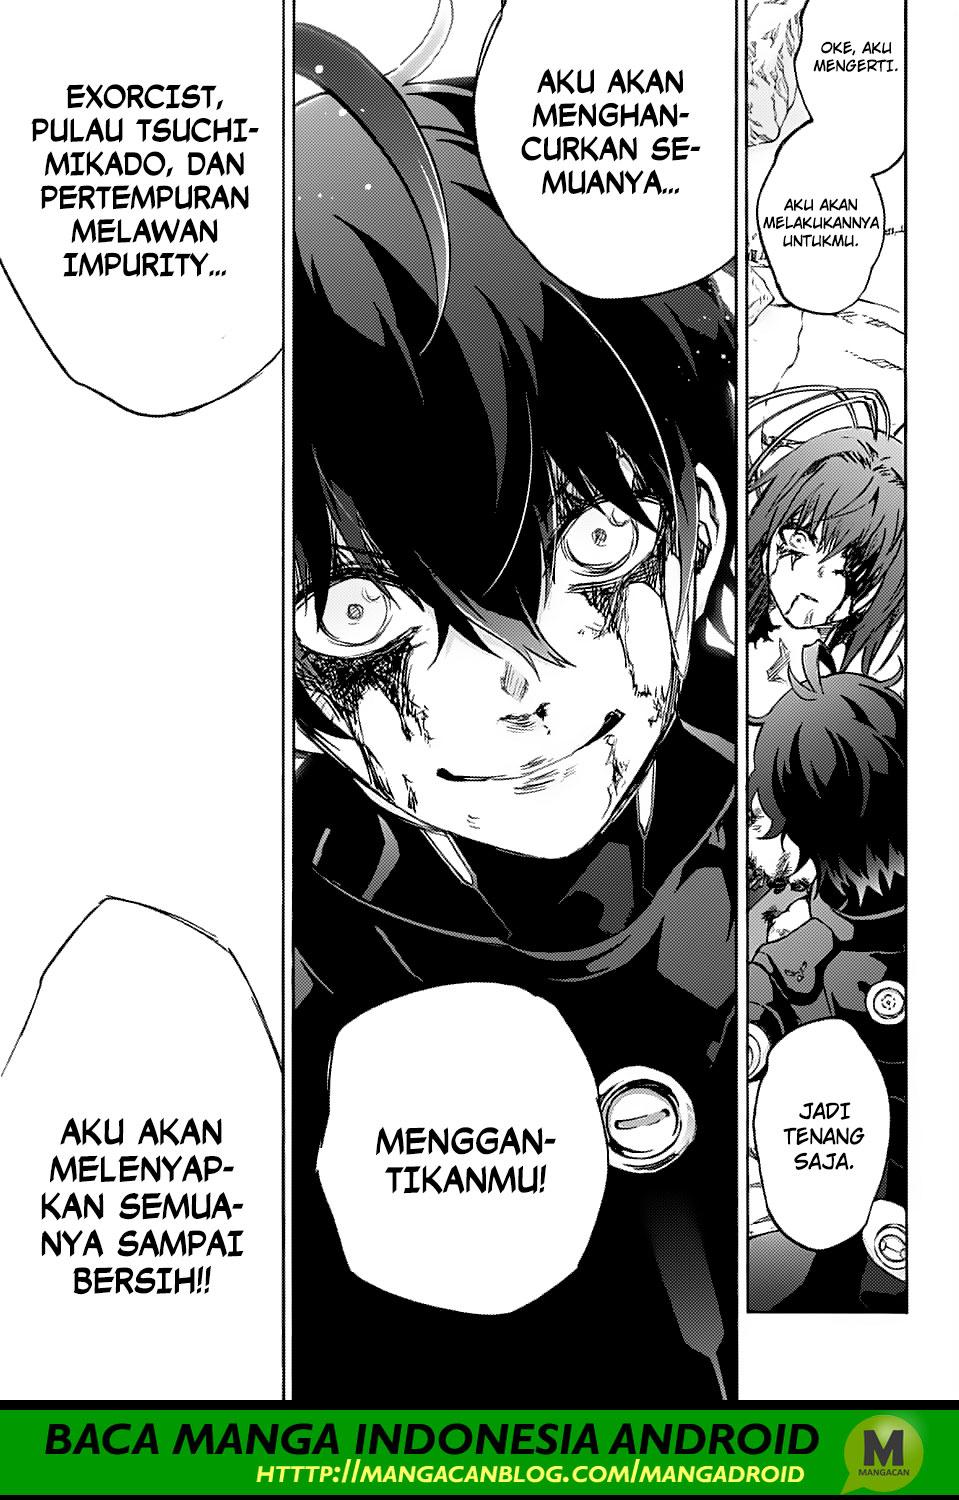 OKE, AKU
MENGERTI.
AKU AKAN
MELAKUKANNYA
UNTUKMU.
JADI
TENANG
SAJA.
AKU AKAN
MENGHAN-
CURKAN SE-
MUANYA...
MENGGAN-
TIKANMU!
EXORCIST,
PULAU TSUCHI-
MIKADO, DAN
PERTEMPURAN
MELAWAN
IMPURITY...
AKU AKAN
MELENYAP-
KAN SEMUA-
NYA SAMPAI
BERSIH!!
BACA MANGA INDONESIA ANDROID
HTTTP://MANGACANBLOG.COM/MANGADROID
M
MANGACAN